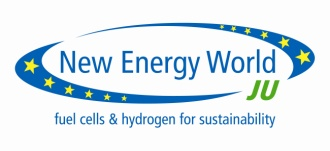 New Energy World
JU
fuel cells & hydrogen for sustainability